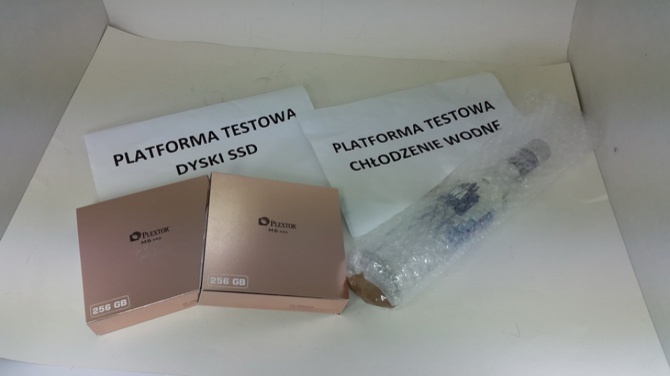 PLATFORMA TESTOWA
DYSKI SSD
PLATFORMA TESTOWA
CHŁODZENIE WODNE
PLEXTOR
256 GB
PLEXTOR
256 GB